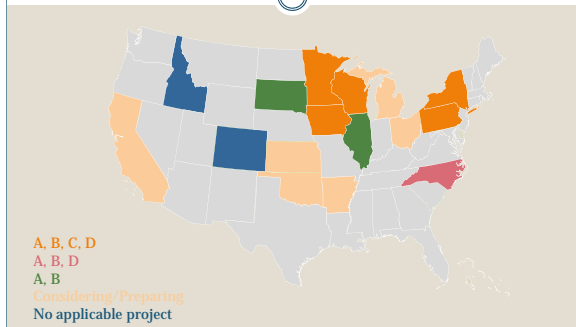 A, B, C, D
A, B, D
A, B
Considering/Preparing
No applicable project